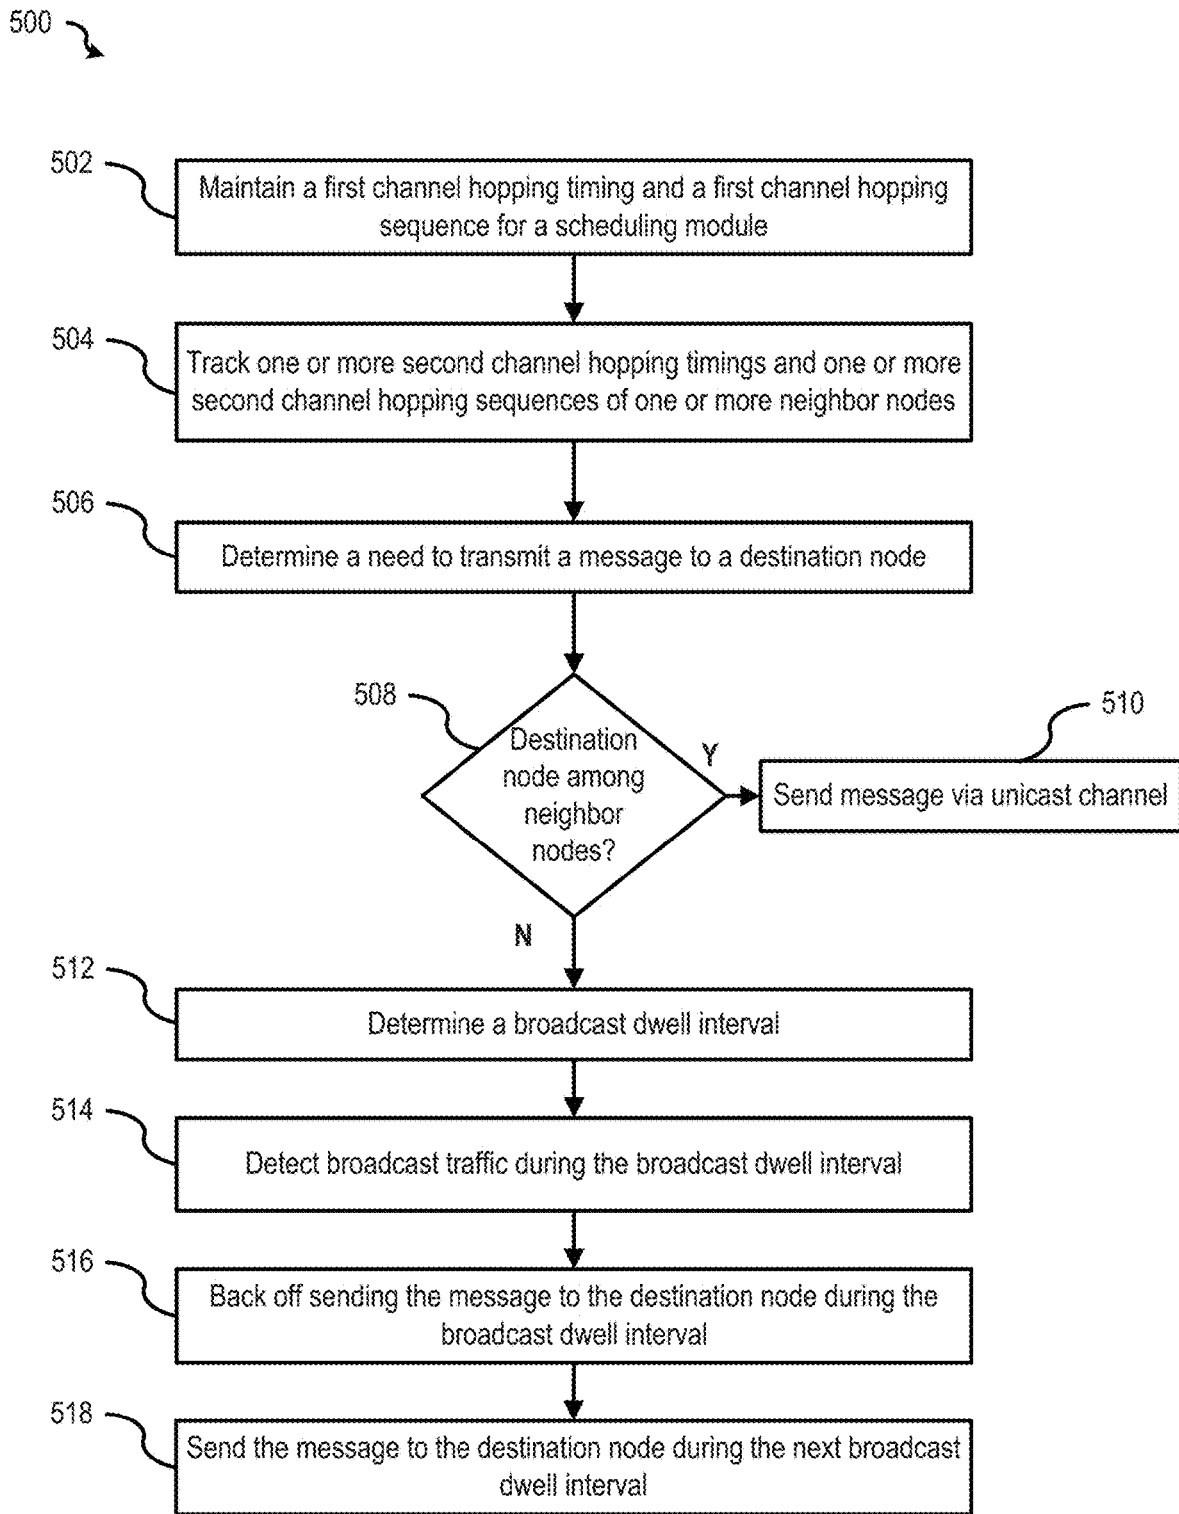 500
502
Maintain a first channel hopping timing and a first channel hopping
sequence for a scheduling module
504
Track one or more second channel hopping timings and one or more
second channel hopping sequences of one or more neighbor nodes
506
Determine a need to transmit a message to a destination node
508
Destination
node among
neighbor
nodes?
Y
510
Send message via unicast channel
N
512
Determine a broadcast dwell interval
514
Detect broadcast traffic during the broadcast dwell interval
516
Back off sending the message to the destination node during the
broadcast dwell interval
518
Send the message to the destination node during the next broadcast
dwell interval